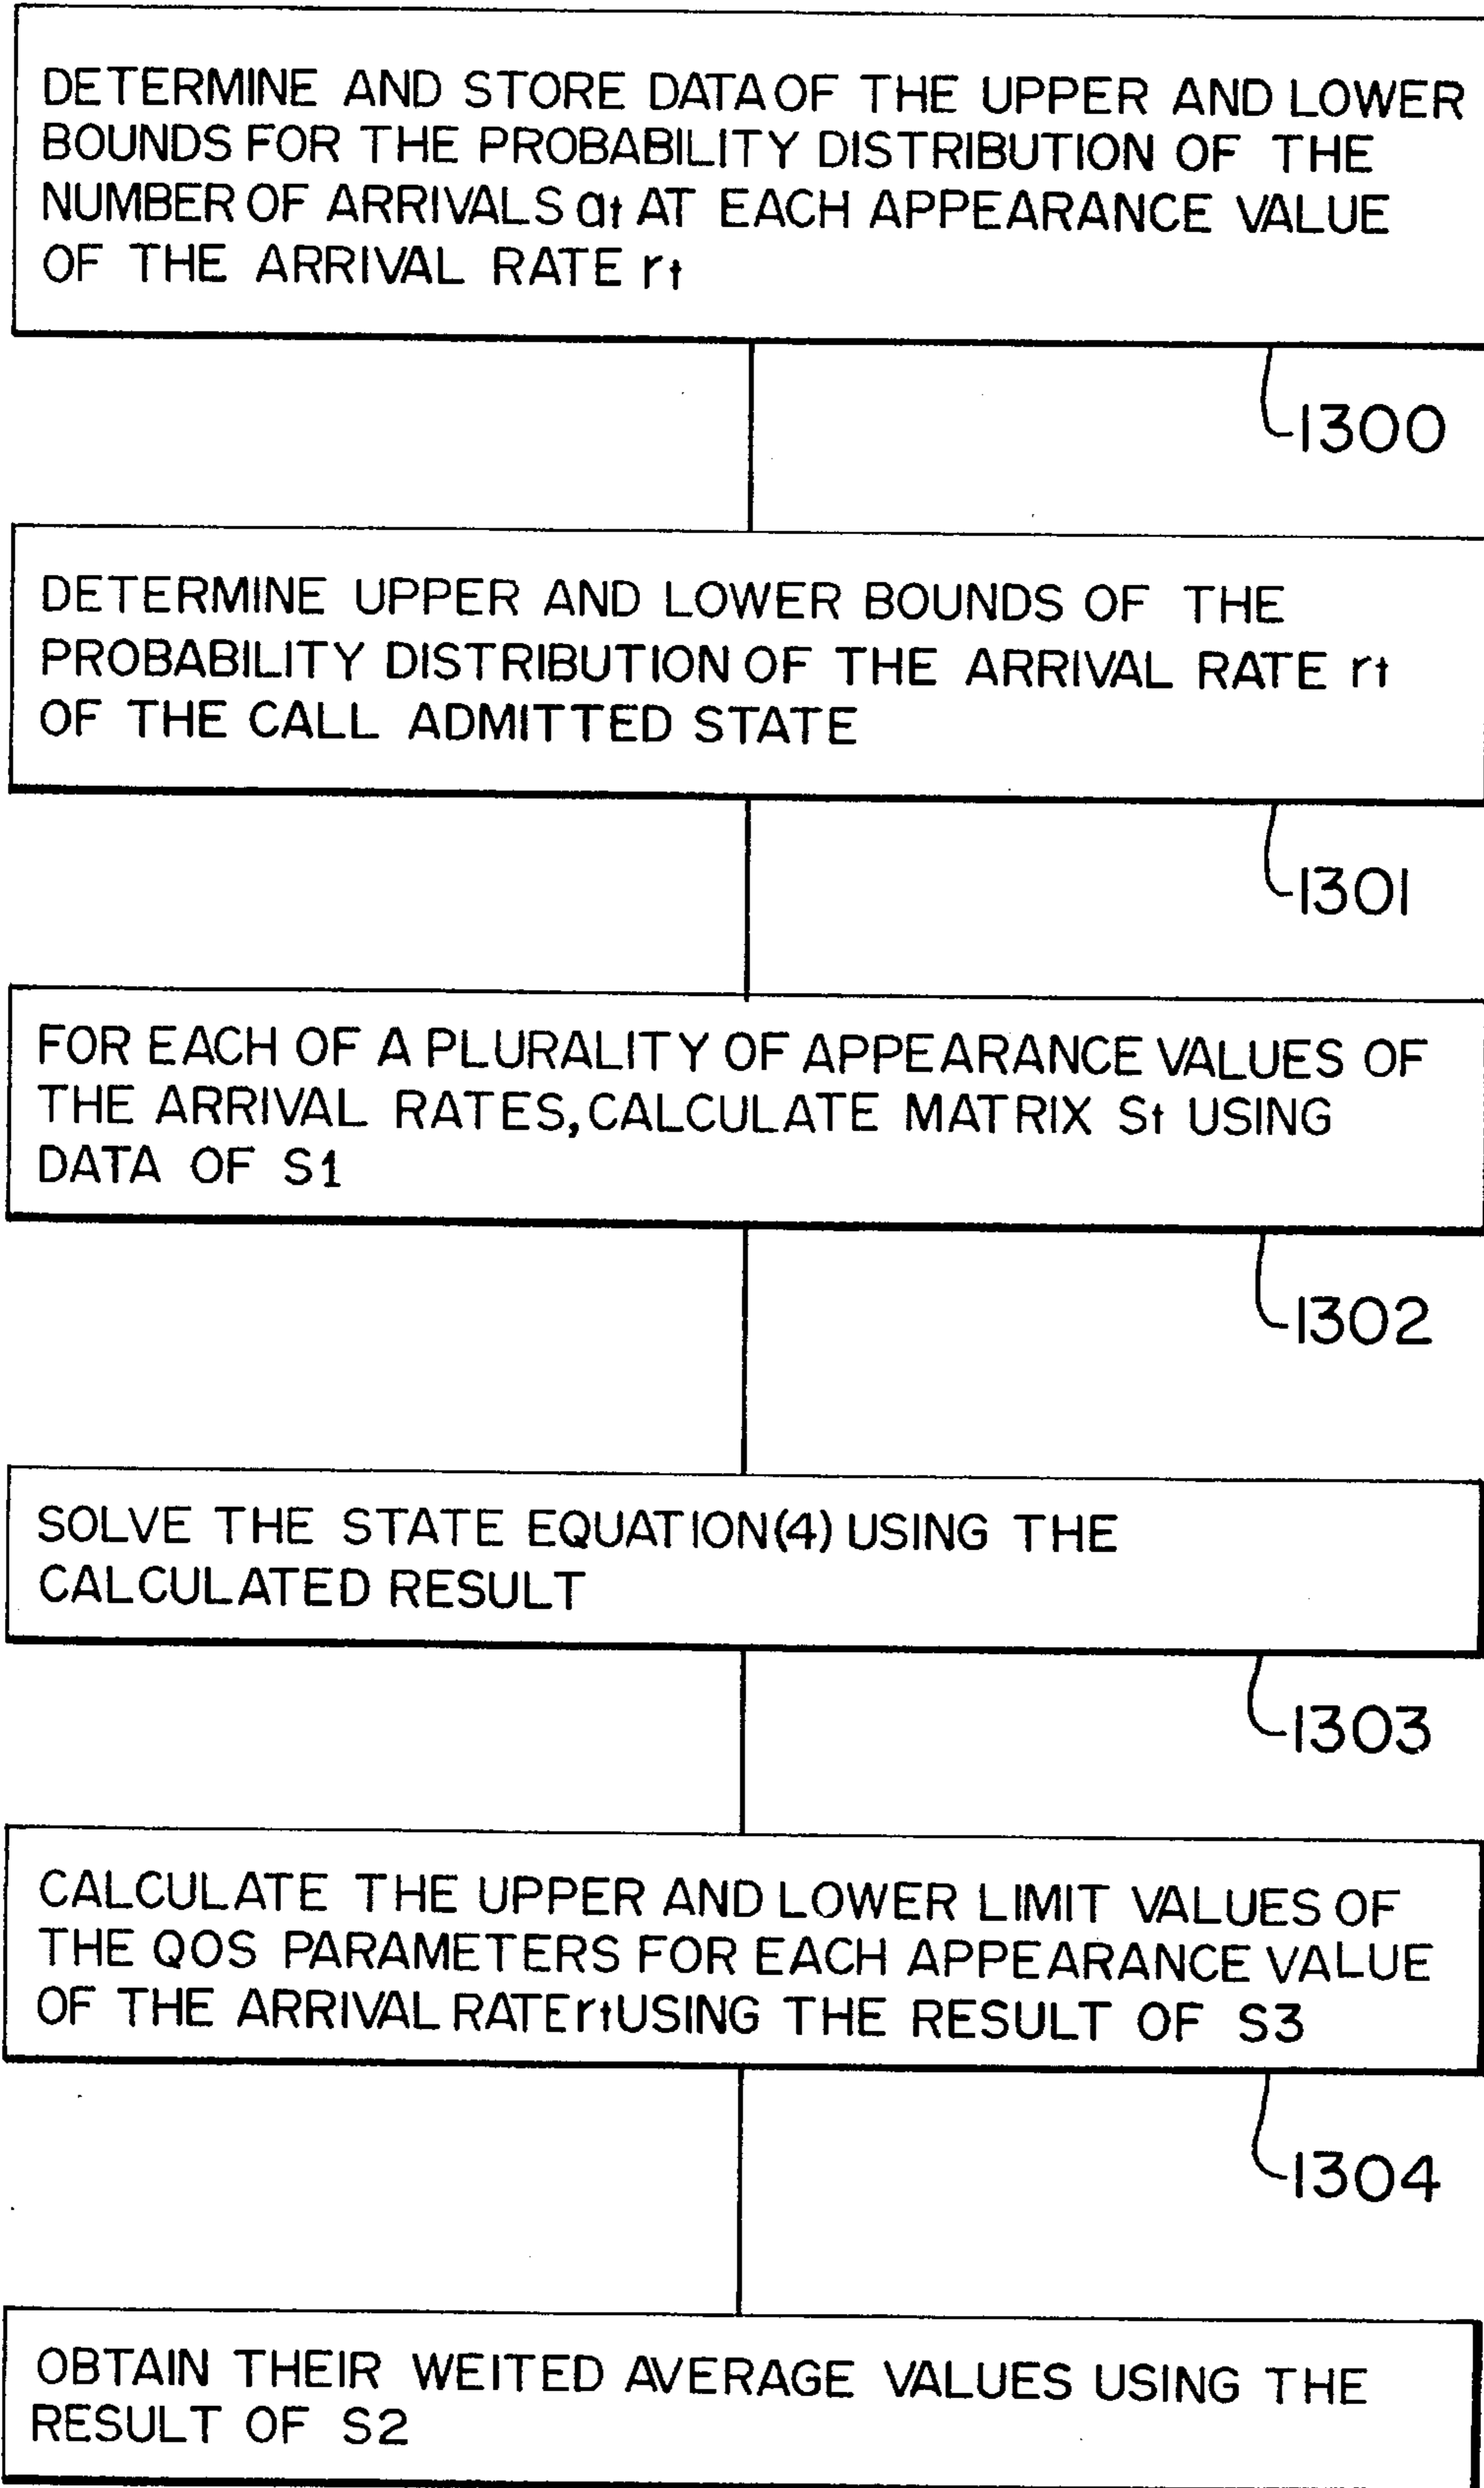 DETERMINE AND STORE DATA OF THE UPPER AND LOWER
BOUNDS FOR THE PROBABILITY DISTRIBUTION OF THE
NUMBER OF ARRIVALS at AT EACH APPEARANCE VALUE
OF THE ARRIVAL RATE rt
1300
DETERMINE UPPER AND LOWER BOUNDS OF THE
PROBABILITY DISTRIBUTION OF THE ARRIVAL RATE rt
OF THE CALL ADMITTED STATE
1301
FOR EACH OF A PLURALITY OF APPEARANCE VALUES OF
THE ARRIVAL RATES, CALCULATE MATRIX St USING
DATA OF S1
1302
SOLVE THE STATE EQUATION(4) USING THE
CALCULATED RESULT
1303
CALCULATE THE UPPER AND LOWER LIMIT VALUES OF
THE QOS PARAMETERS FOR EACH APPEARANCE VALUE
OF THE ARRIVAL RATE rt USING THE RESULT OF S3
1304
OBTAIN THEIR WEITED AVERAGE VALUES USING THE
RESULT OF S2